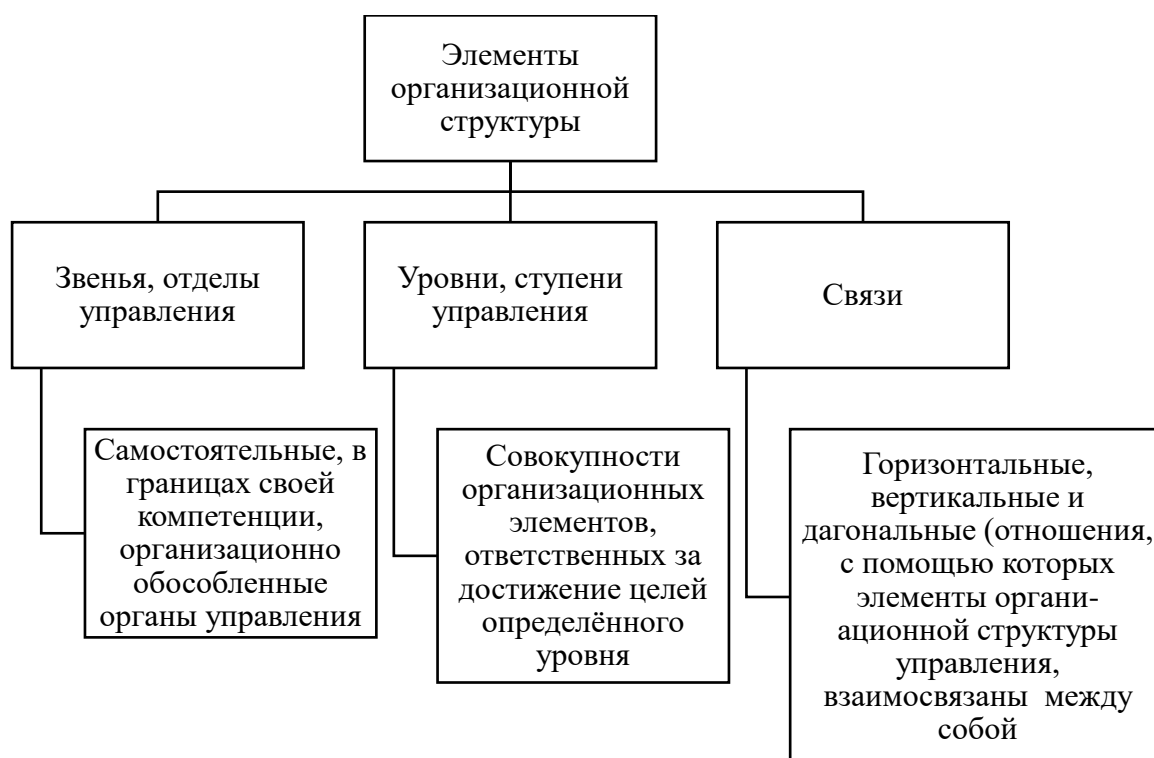 Элементы
организационной
структуры
Звенья, отделы
управления
Уровни, ступени
управления
Связи
Самостоятельные, в
границах своей
компетенции,
организационно
обособленные
органы управления
Совокупности
организационных
элементов,
ответственных за
достижение целей
определённого
уровня
Горизонтальные,
вертикальные и
дагональные (отношения,
с помощью которых
элементы органи-
ационной структуры
управления,
взаимосвязаны между
собой